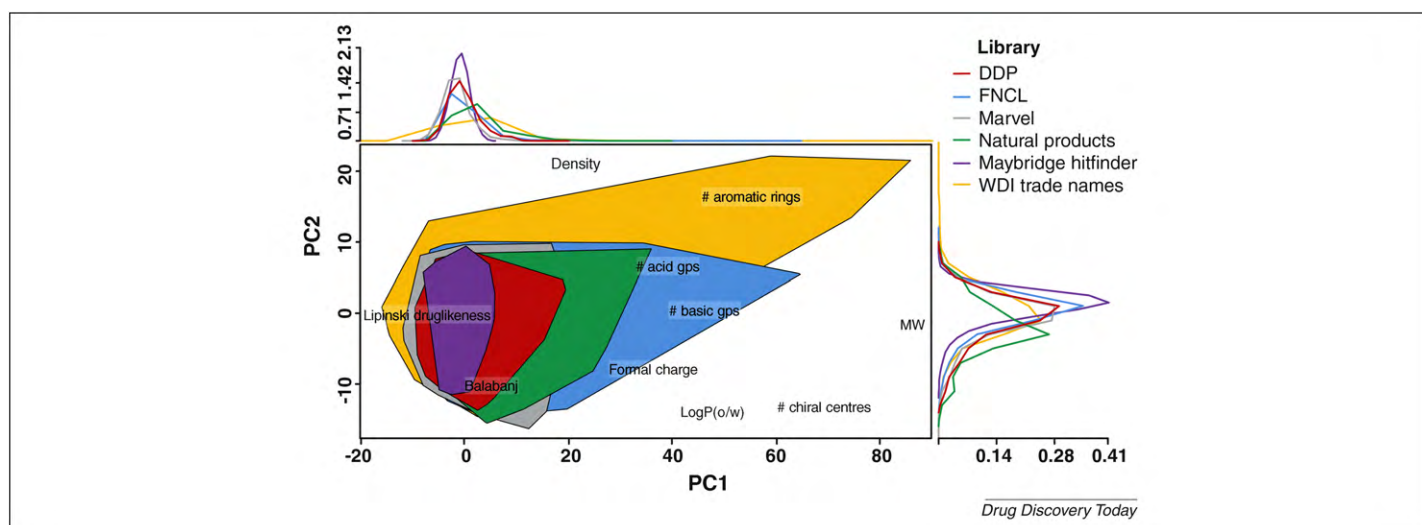 2.13
1.42
0.71
Library
DDP
FNCL
Marvel
Natural products
Maybridge hitfinder
WDI trade names
Density
# aromatic rings
# acid gps
# basic gps
Lipinski druglikeness
MW
Formal charge
Balabanj
LogP(o/w)
# chiral centres
PC2
20
10
0
-10
-20 0 20 40 60 80
PC1
0.14 0.28 0.41
Drug Discovery Today